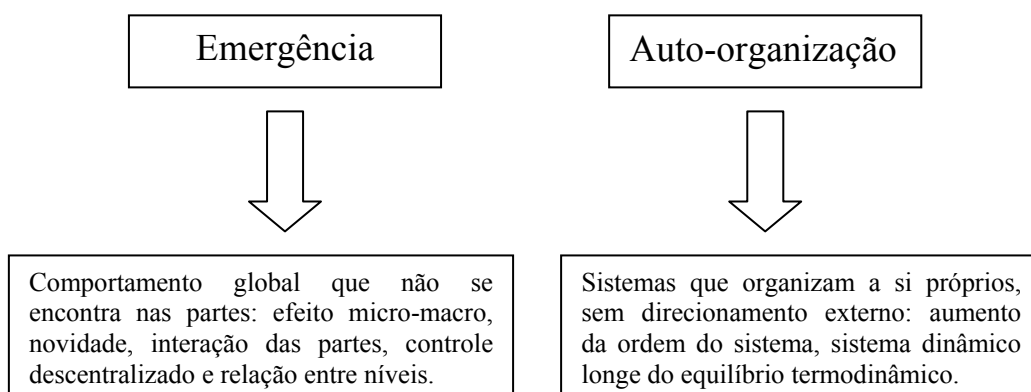 Emergência
Auto-organização
Comportamento global que não se
encontra nas partes: efeito micro-macro,
novidade, interação das partes, controle
descentralizado e relação entre níveis.
Sistemas que organizam a si próprios,
sem direcionamento externo: aumento
da ordem do sistema, sistema dinâmico
longe do equilíbrio termodinâmico.